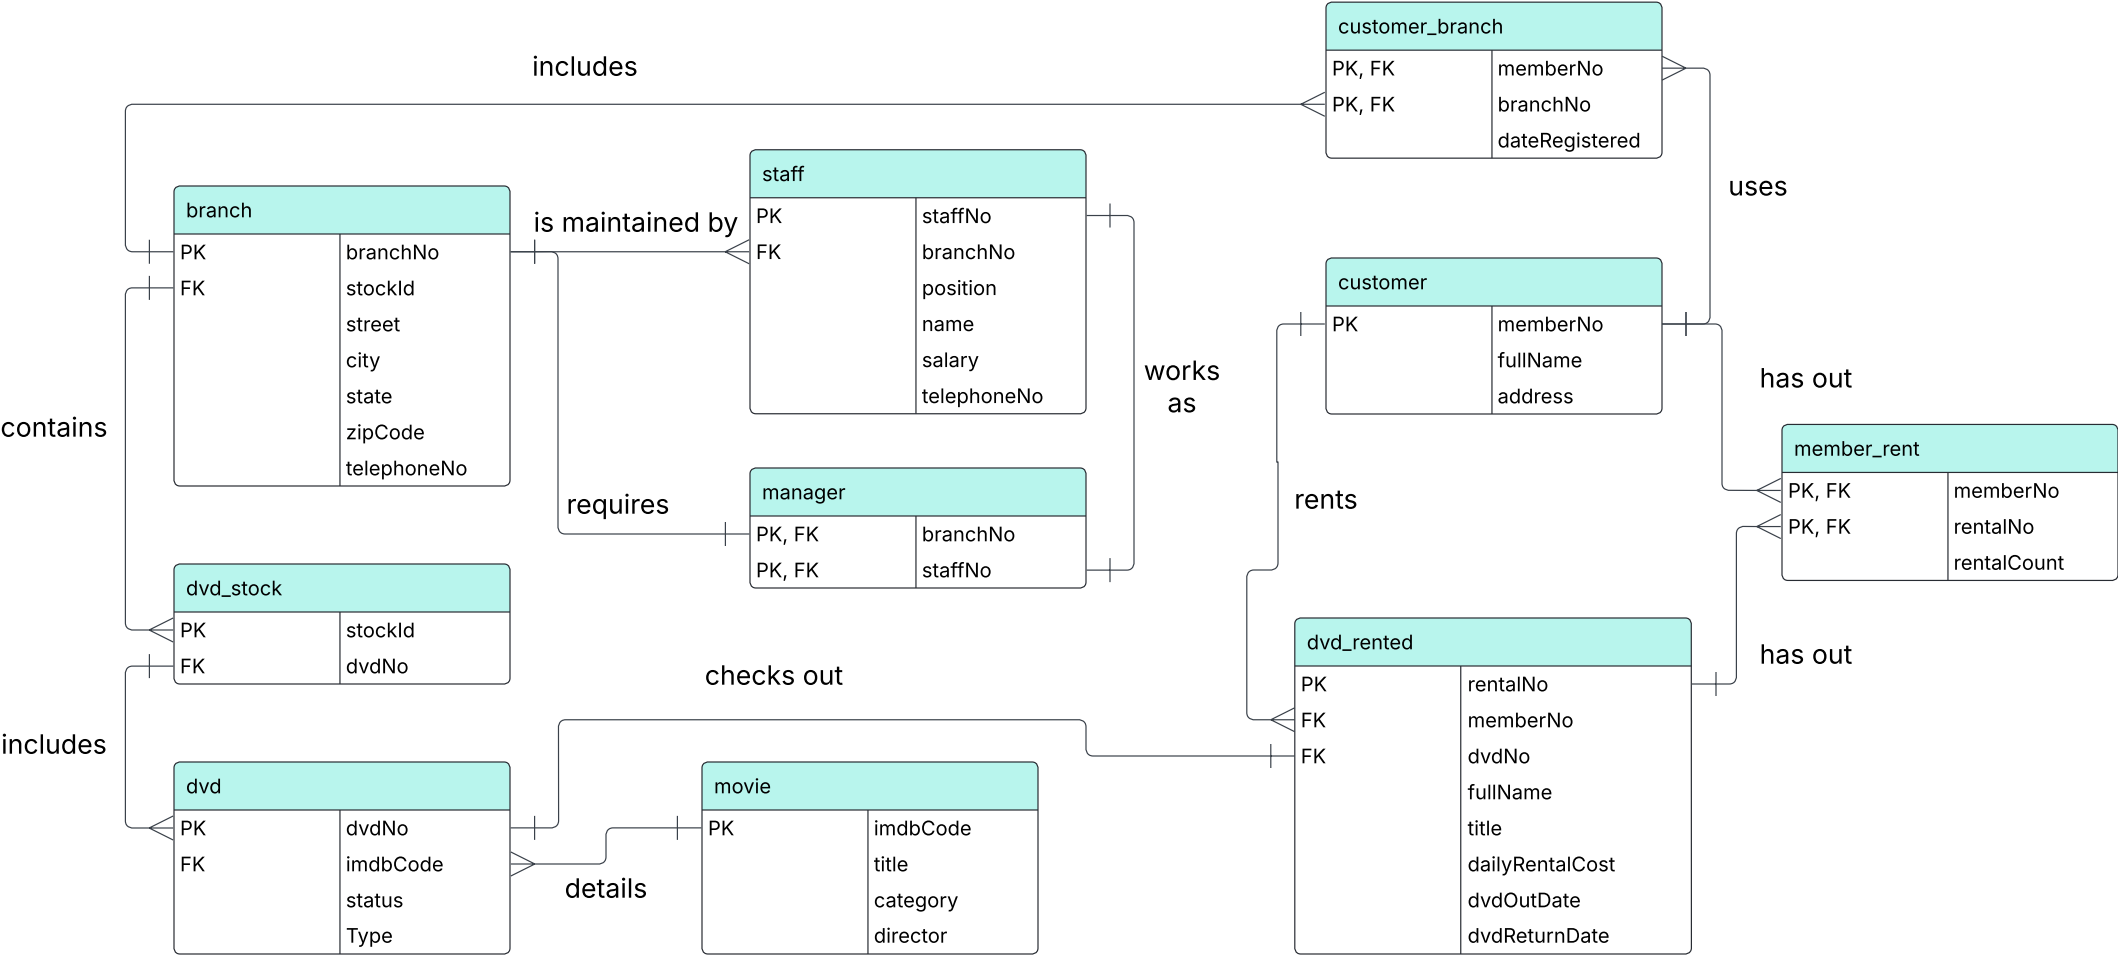 customer_branch
PK, FK memberNo
PK, FK branchNo
dateRegistered
includes
uses
branch
PK branchNo
FK stockId
street
city
state
zipCode
telephoneNo
is maintained by
staff
PK staffNo
FK branchNo
position
name
salary
telephoneNo
works
as
requires
manager
PK, FK branchNo
PK, FK staffNo
customer
PK memberNo
fullName
address
has out
member_rent
PK, FK memberNo
PK, FK rentalNo
rentalCount
rents
has out
contains
dvd_stock
PK stockId
FK dvdNo
includes
checks out
dvd_rented
PK rentalNo
FK memberNo
FK dvdNo
fullName
title
dailyRentalCost
dvdOutDate
dvdReturnDate
dvd
PK dvdNo
FK imdbCode
status
Type
details
movie
PK imdbCode
title
category
director